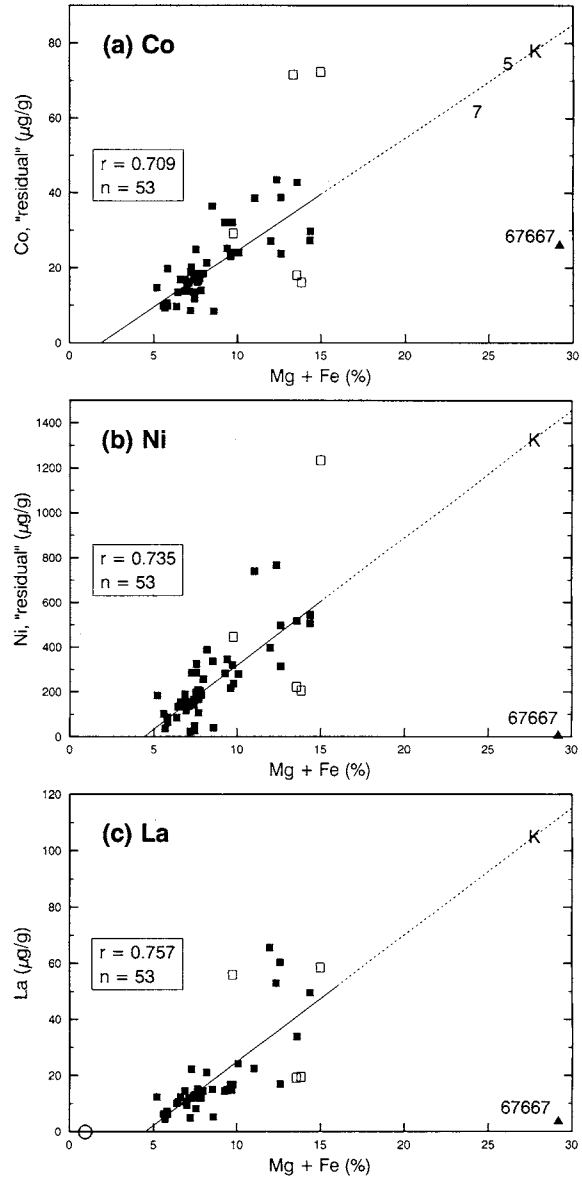 (a) Co
Co, "residual" (µg/g)
80
60
40
20
0
r = 0.709
n = 53
5
K
7
67667
0 5 10 15 20 25 30
Mg + Fe (%)
(b) Ni
Ni, "residual" (µg/g)
1400
1200
1000
800
600
400
200
0
r = 0.735
n = 53
K
67667
0 5 10 15 20 25 30
Mg + Fe (%)
(c) La
La (µg/g)
120
100
80
60
40
20
0
r = 0.757
n = 53
K
67667
0 5 10 15 20 25 30
Mg + Fe (%)